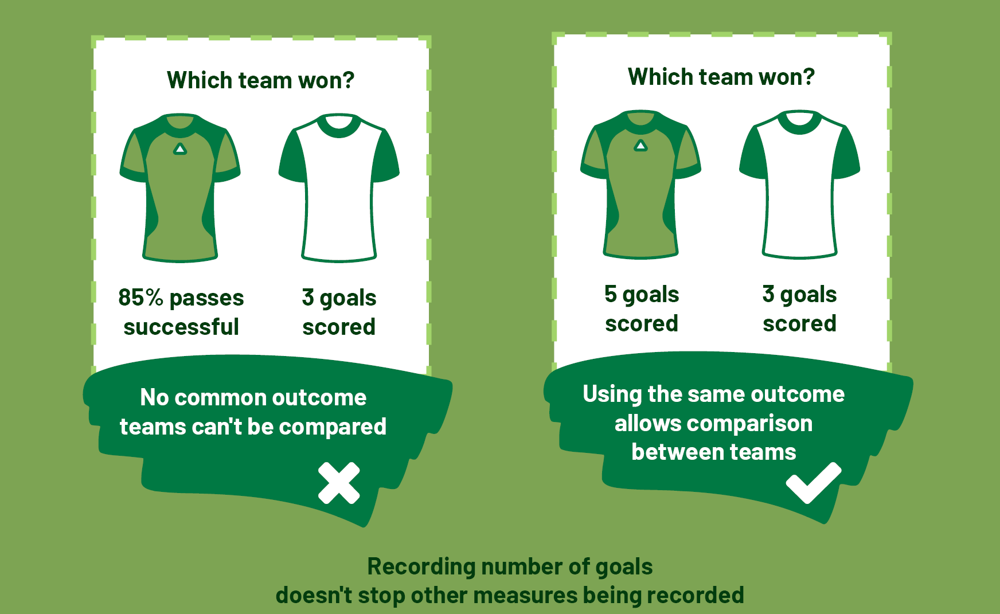 Which team won?
85% passes
successful
3 goals
scored
No common outcome
teams can't be compared
Which team won?
5 goals
scored
3 goals
scored
Using the same outcome
allows comparison
between teams
Recording number of goals
doesn't stop other measures being recorded